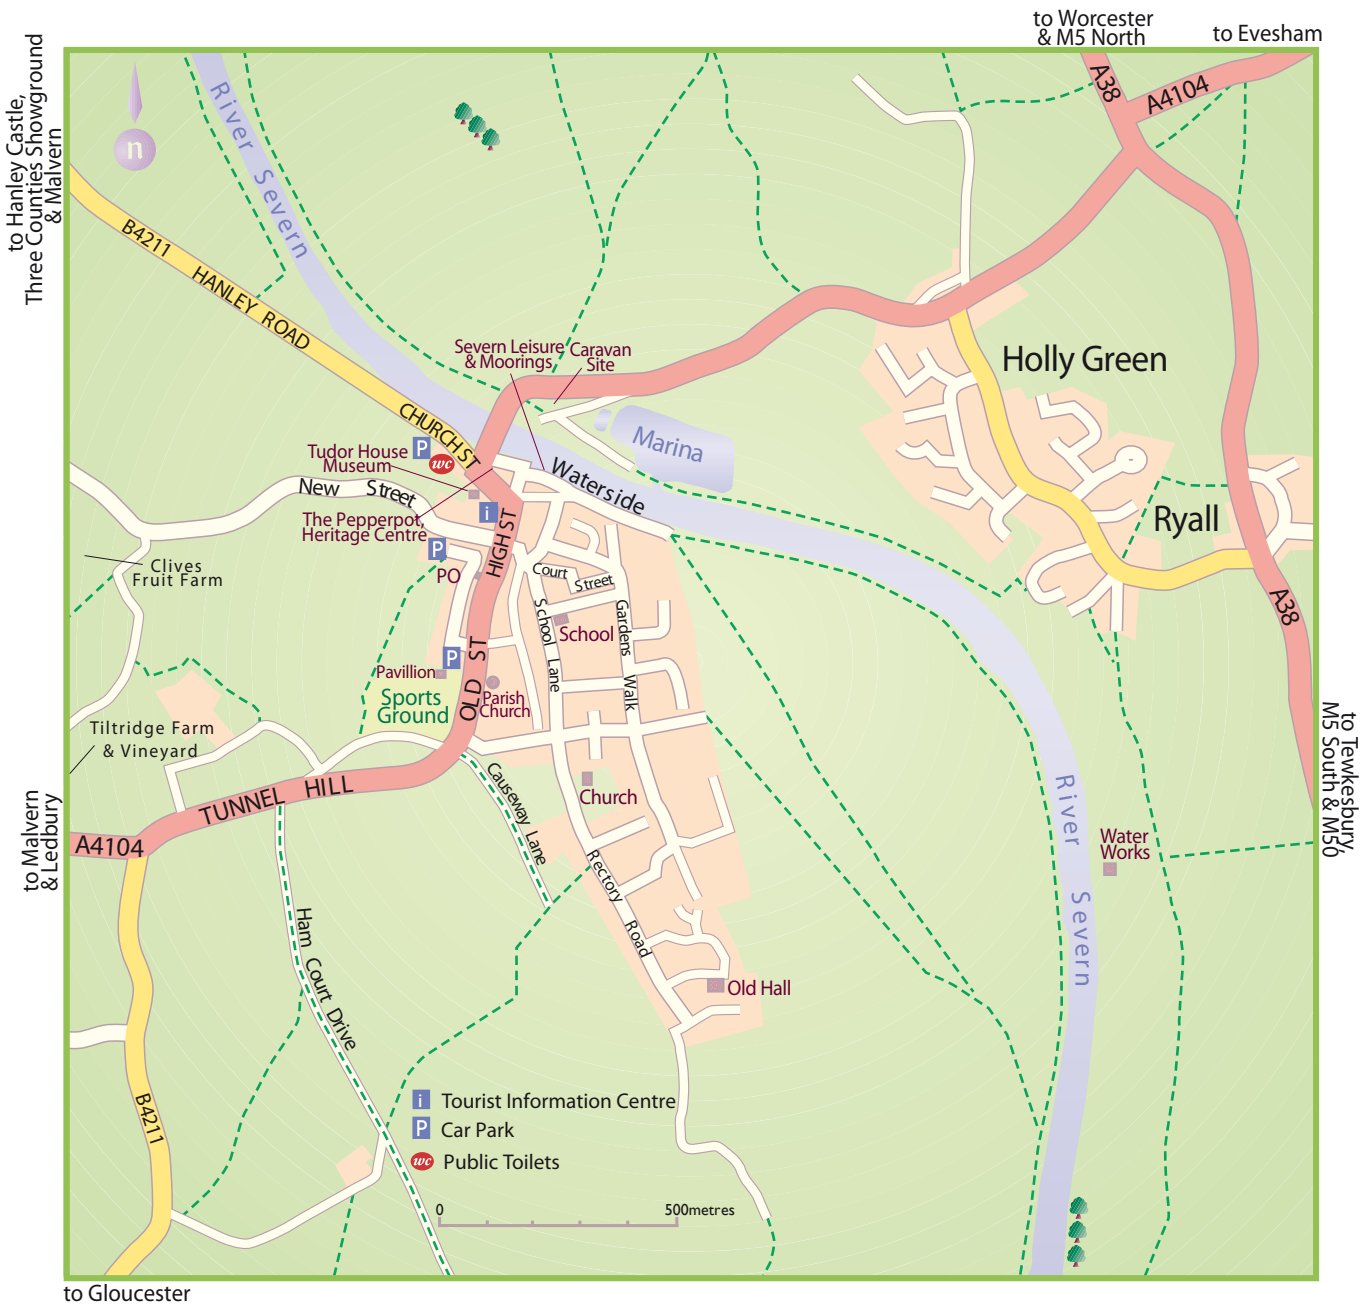 to Worcester
& M5 North
to Evesham
to Hanley Castle,
Three Counties Showground
& Malvern
n
River Severn
A38
A4104
B4211 HANLEY ROAD
Severn Leisure
& Moorings
Caravan
Site
Holly Green
CHURCH ST
P
wc
Marina
Tudor House
Museum
Waterside
New Street
i
The Pepperpot,
Heritage Centre
HIGH ST
Ryall
P
PO
Clives
Fruit Farm
Court Street
School Lane
Gardens Walk
School
A38
P
Pavillion
OLD ST
Sports
Ground
Parish
Church
Tiltridge Farm
& Vineyard
to Tewkesbury,
M5 South & M50
TUNNEL HILL
Causeway Lane
Church
River Severn
to Malvern
& Ledbury
A4104
Water
Works
Rectory Road
Ham Court Drive
Old Hall
B4211
i Tourist Information Centre
P Car Park
wc Public Toilets
0 500metres
to Gloucester